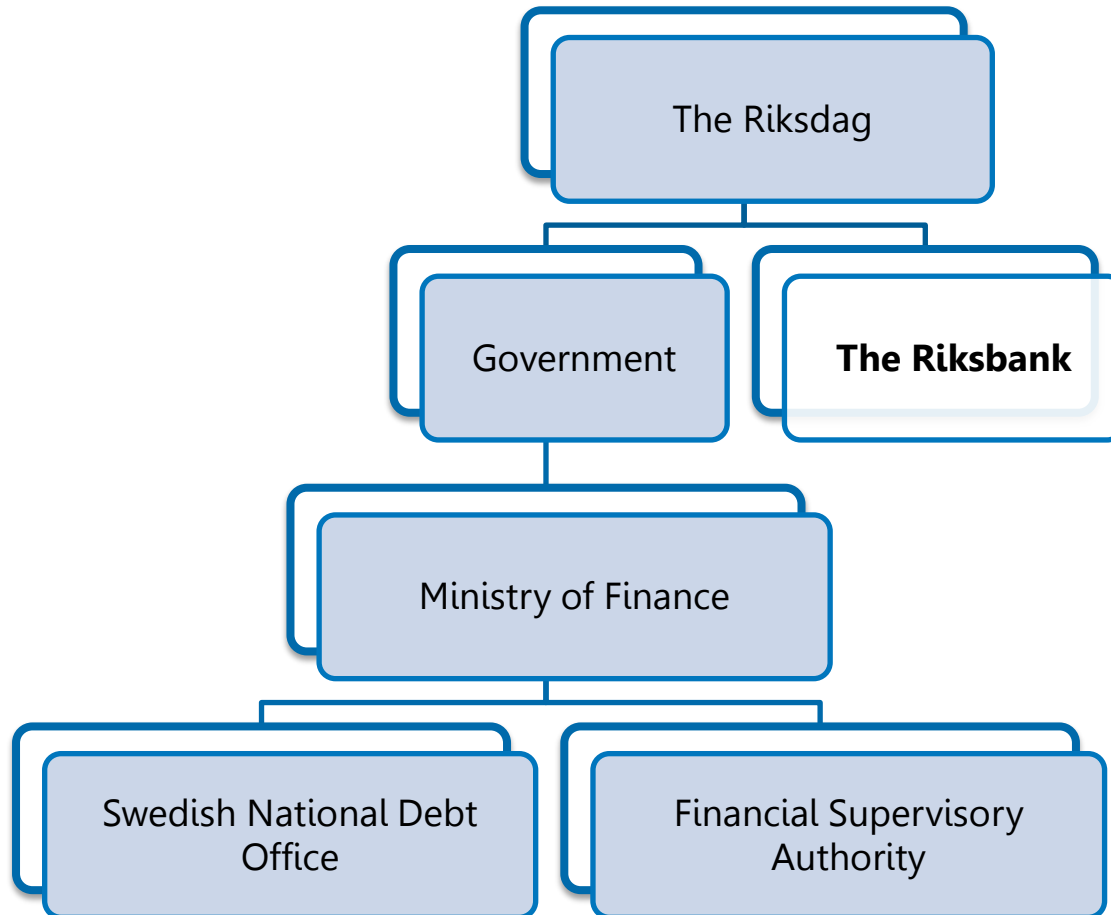 The Riksdag
Government
The Riksbank
Ministry of Finance
Swedish National Debt
Office
Financial Supervisory
Authority